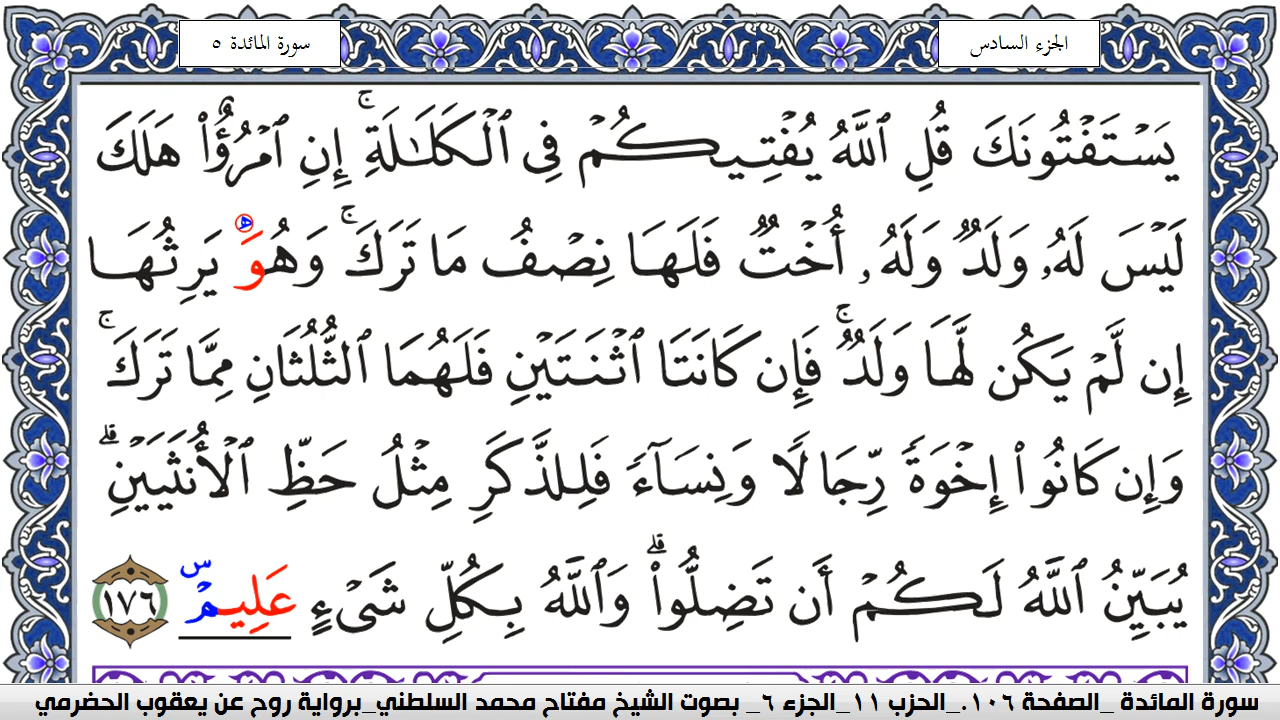 الجزء السادس
سورة المائدة ٥
يَسْتَفْتُونَكَ قُلِ ٱللَّهُ يُفْتِيكُمْ فِى ٱلْكَلَـٰلَةِ ۚ إِنِ ٱمْرُؤٌا۟ هَلَكَ
لَيْسَ لَهُۥ وَلَدٌ وَلَهُۥٓ أُخْتٌ فَلَهَا نِصْفُ مَا تَرَكَ ۚ وَهُوَ يَرِثُهَا
إِن لَّمْ يَكُن لَّهَا وَلَدٌ ۚ فَإِن كَانَتَا ٱثْنَتَيْنِ فَلَهُمَا ٱلثُّلُثَانِ مِمَّا تَرَكَ ۚ
وَإِن كَانُوٓا۟ إِخْوَةً رِّجَالًا وَنِسَآءً فَلِلذَّكَرِ مِثْلُ حَظِّ ٱلْأُنثَيَيْنِ ۗ
يُبَيِّنُ ٱللَّهُ لَكُمْ أَن تَضِلُّوا۟ ۗ وَٱللَّهُ بِكُلِّ شَىْءٍ عَلِيمٌ ١٧٦
سورة المائدة _الصفحة ١٠٦._الحزب ١١_الجزء ٦_ بصوت الشيخ مفتاح محمد السلطني_برواية روح عن يعقوب الحضرمي